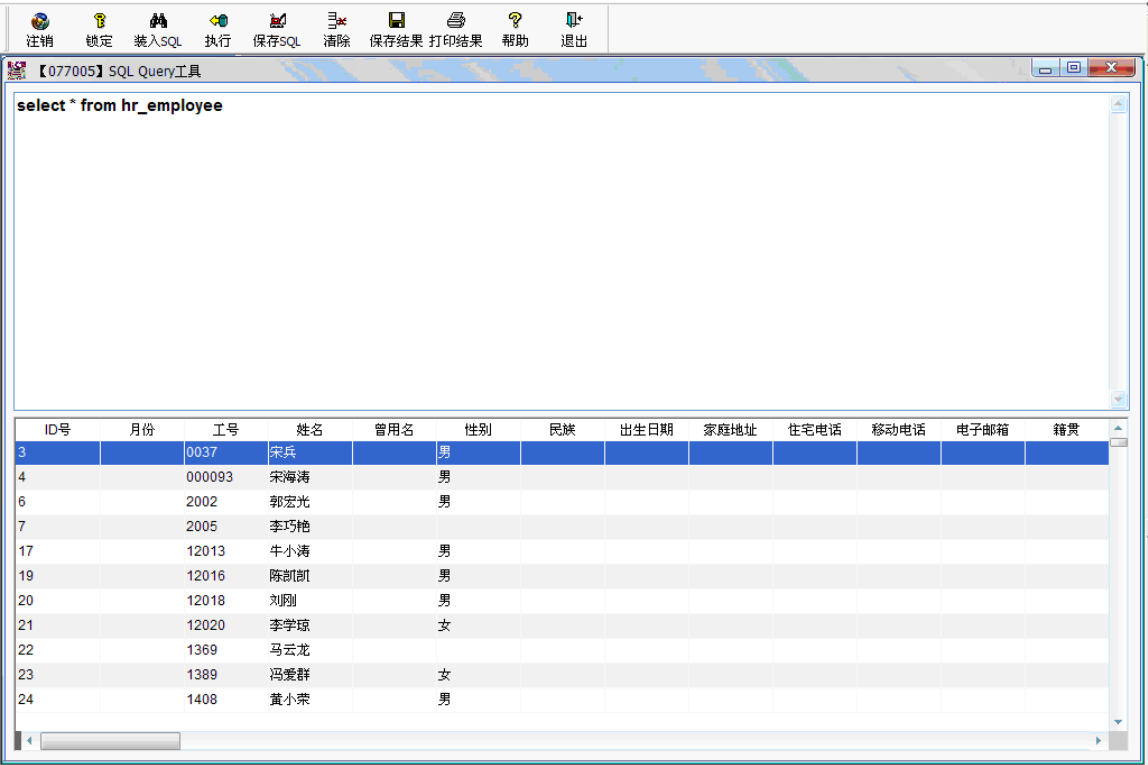 注销 锁定 装入SQL 执行 保存SQL 清除 保存结果 打印结果 帮助 退出
【077005】SQL Query工具
select * from hr_employee
ID号 月份 工号 姓名 曾用名 性别 民族 出生日期 家庭地址 住宅电话 移动电话 电子邮箱 籍贯
3 0037 宋兵 男
4 000093 宋海涛 男
6 2002 郭宏光 男
7 2005 李巧艳
17 12013 牛小涛 男
19 12016 陈凯凯 男
20 12018 刘刚 男
21 12020 李学琼 女
22 1369 马云龙
23 1389 冯爱群 女
24 1408 黄小荣 男